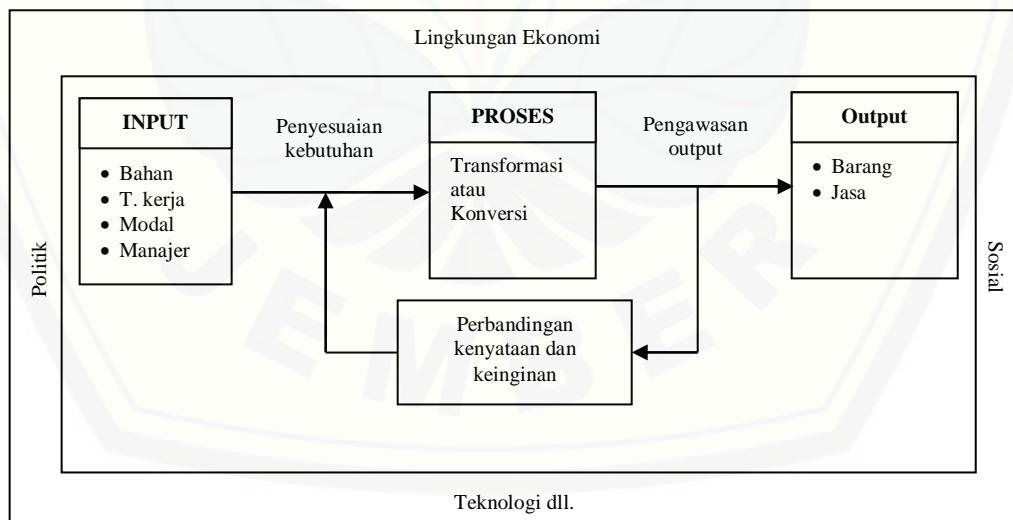 Lingkungan Ekonomi
INPUT
• Bahan
• T. kerja
• Modal
• Manajer
Penyesuaian
kebutuhan
PROSES
Transformasi
atau
Konversi
Pengawasan
output
Output
• Barang
• Jasa
Perbandingan
kenyataan dan
keinginan
Politik
Sosial
Teknologi dll.
JEMBER